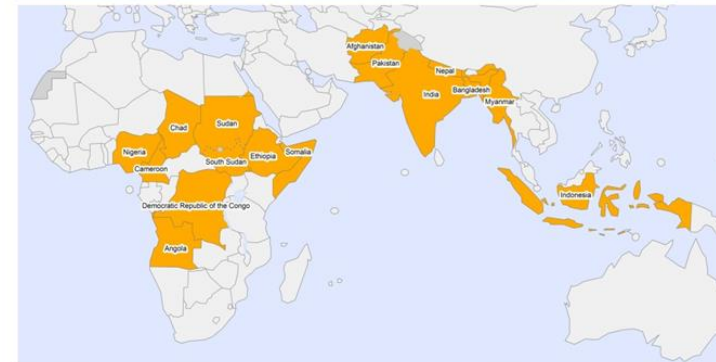 Afghanistan
Pakistan
Nepal
India
Bangladesh
Myanmar
Chad
Sudan
Nigeria
Cameroon
South Sudan
Ethiopia
Somalia
Democratic Republic of the Congo
Angola
Indonesia